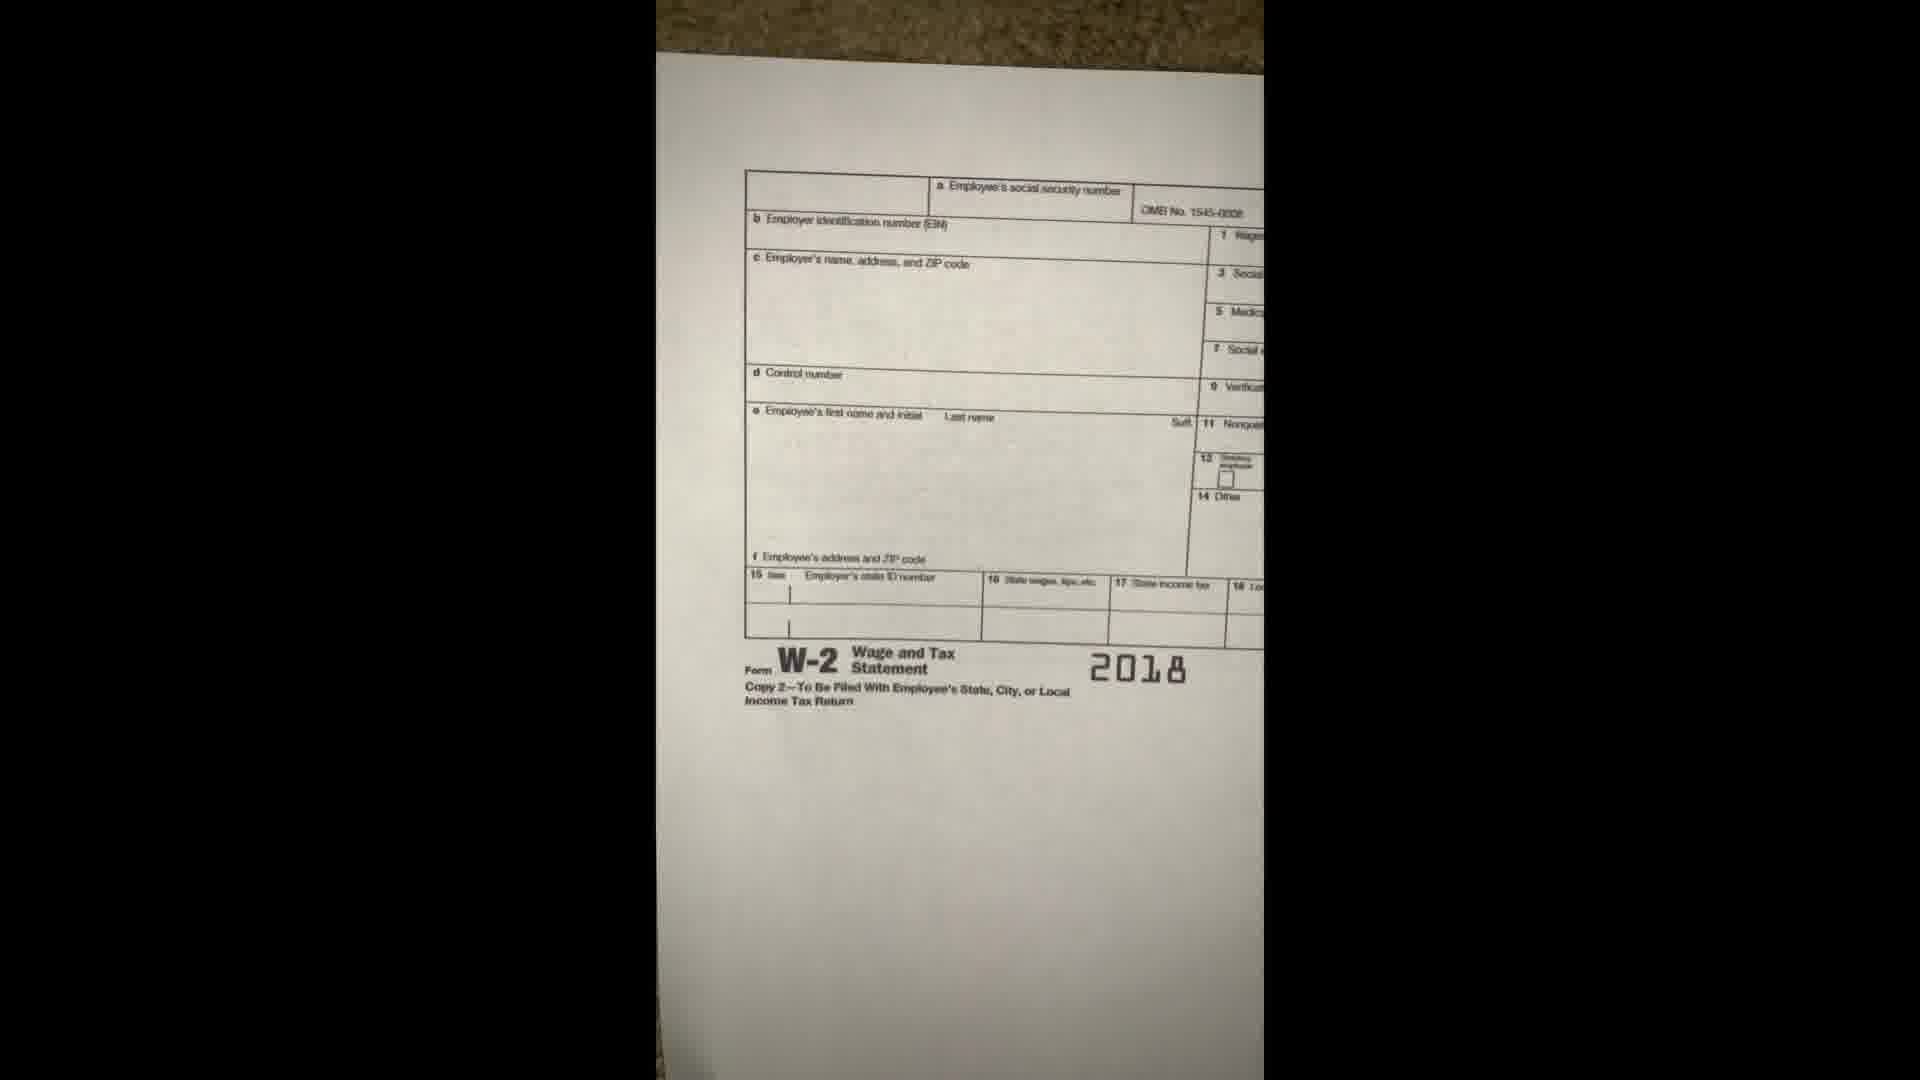 a Employee's social security number
OMB No. 1545-0008
b Employer identification number (EIN)
1 Wages
c Employer's name, address, and ZIP code
3 Social
5 Medica
7 Social
d Control number
9 Verificat
e Employee's first name and initial Last name Suff.
11 Nonqual
13 Statutory employee
14 Other
f Employee's address and ZIP code
15 State Employer's state ID number 16 State wages, tips, etc. 17 State income tax 18 Loc
Form W-2 Wage and Tax Statement 2018
Copy 2—To Be Filed With Employee's State, City, or Local
Income Tax Return